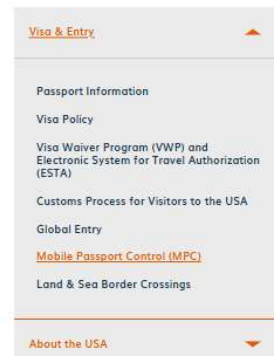 Visa & Entry
Passport Information
Visa Policy
Visa Waiver Program (VWP) and
Electronic System for Travel Authorization
(ESTA)
Customs Process for Visitors to the USA
Global Entry
Mobile Passport Control (MPC)
Land & Sea Border Crossings
About the USA